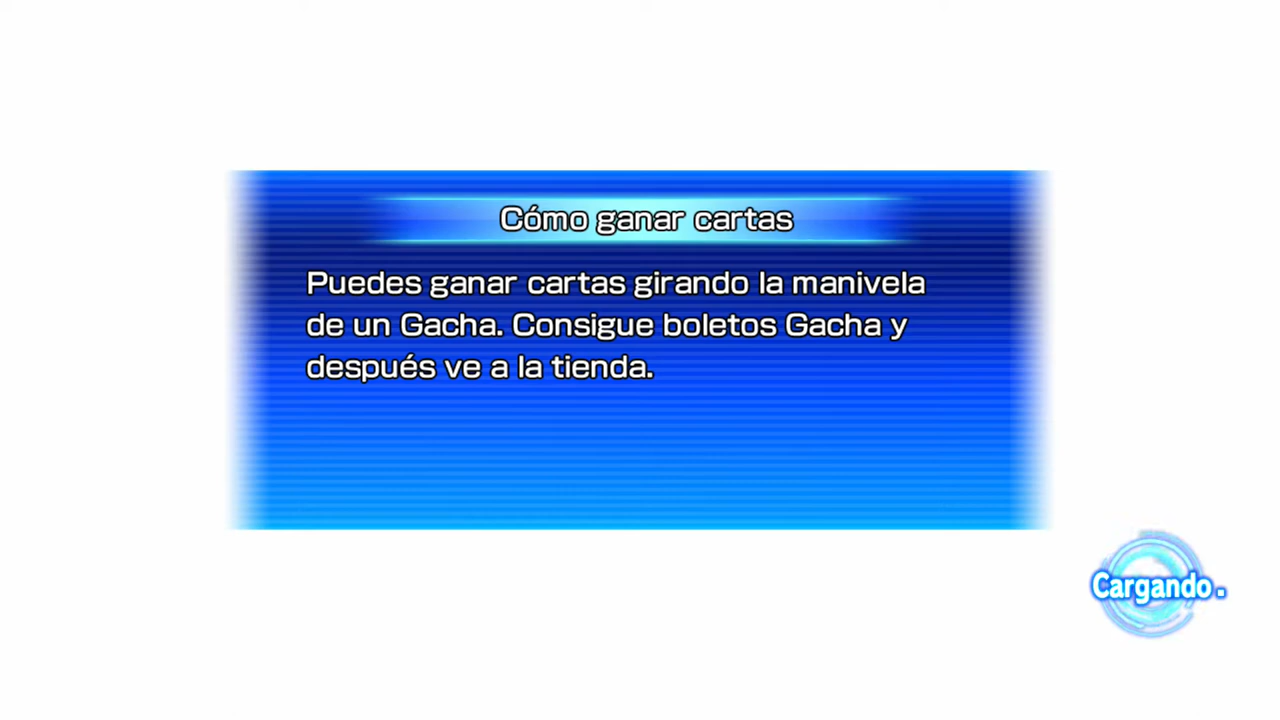 Cómo ganar cartas
Puedes ganar cartas girando la manivela
de un Gacha. Consigue boletos Gacha y
después ve a la tienda.
Cargando.